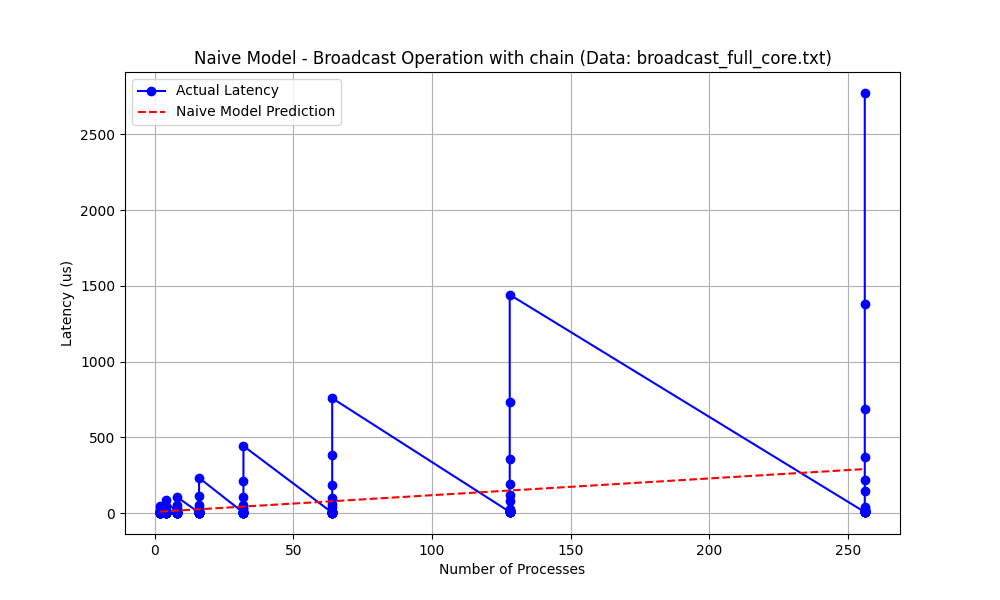 Naive Model - Broadcast Operation with chain (Data: broadcast_full_core.txt)
Actual Latency
Naive Model Prediction
Latency (us)
2500
2000
1500
1000
500
0
0 50 100 150 200 250
Number of Processes